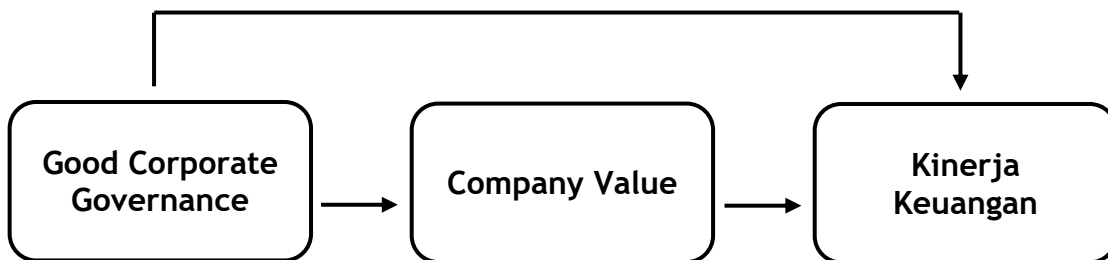 Good Corporate
Governance
Company Value
Kinerja
Keuangan